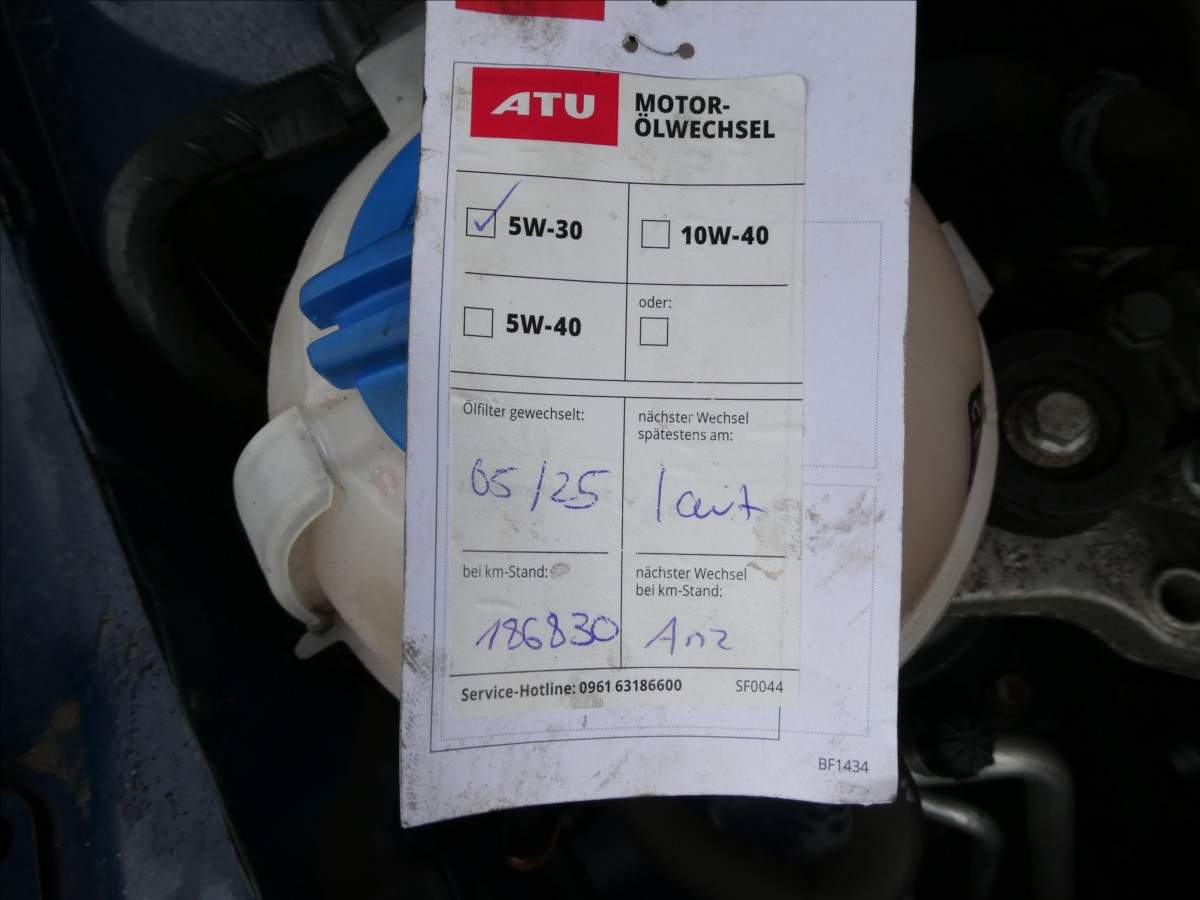 ATU
MOTOR-
ÖLWECHSEL
5W-30
10W-40
5W-40
oder:
Ölfilter gewechselt:
05/25
nächster Wechsel
spätestens am:
laut
bei km-Stand:
186830
nächster Wechsel
bei km-Stand:
Anz
Service-Hotline: 0961 63186600
SF0044
BF1434